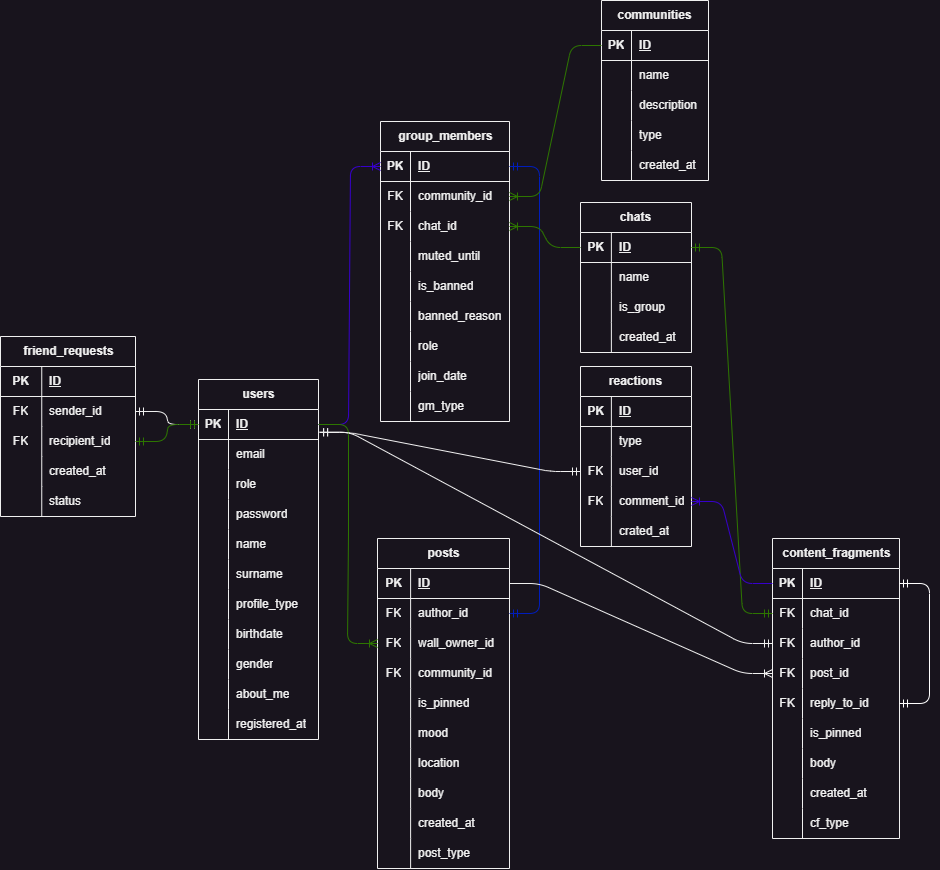 communities
PK ID
name
description
type
created_at
group_members
PK ID
FK community_id
FK chat_id
muted_until
is_banned
banned_reason
role
join_date
gm_type
chats
PK ID
name
is_group
created_at
friend_requests
PK ID
FK sender_id
FK recipient_id
created_at
status
users
PK ID
email
role
password
name
surname
profile_type
birthdate
gender
about_me
registered_at
reactions
PK ID
type
FK user_id
FK comment_id
crated_at
posts
PK ID
FK author_id
FK wall_owner_id
FK community_id
is_pinned
mood
location
body
created_at
post_type
content_fragments
PK ID
FK chat_id
FK author_id
FK post_id
FK reply_to_id
is_pinned
body
created_at
cf_type